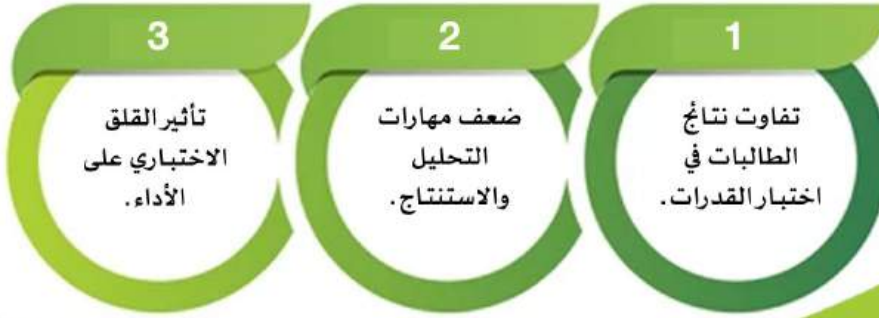 1
تفاوت نتائج
الطالبات في
اختبار القدرات.
2
ضعف مهارات
التحليل
والاستنتاج.
3
تأثير القلق
الاختباري على
الأداء.